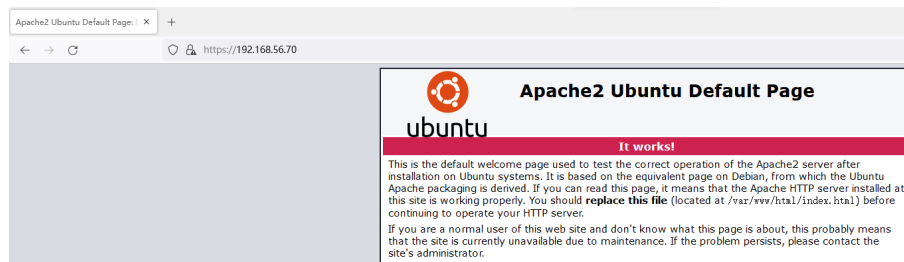 Apache2 Ubuntu Default Page:
https://192.168.56.70
Apache2 Ubuntu Default Page
ubuntu
It works!
This is the default welcome page used to test the correct operation of the Apache2 server after
installation on Ubuntu systems. It is based on the equivalent page on Debian, from which the Ubuntu
Apache packaging is derived. If you can read this page, it means that the Apache HTTP server installed at
this site is working properly. You should replace this file (located at /var/www/html/index.html) before
continuing to operate your HTTP server.
If you are a normal user of this web site and don't know what this page is about, this probably means
that the site is currently unavailable due to maintenance. If the problem persists, please contact the
site's administrator.